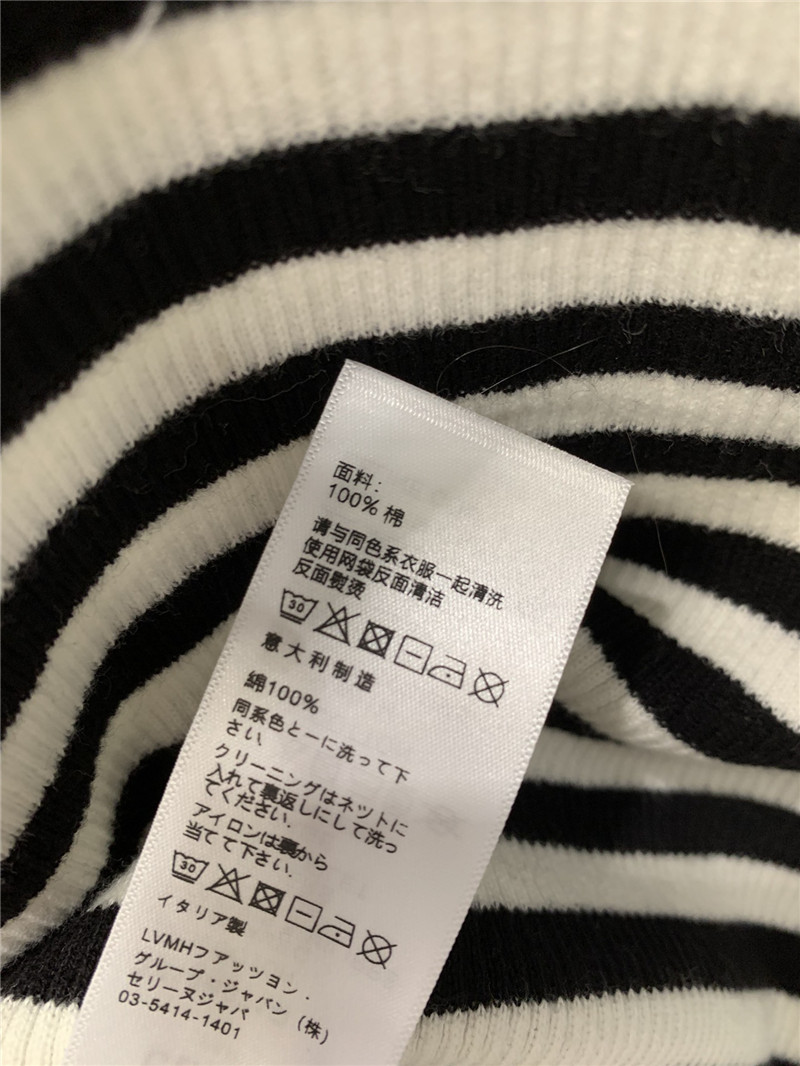 面料:
100% 棉
请与同色系衣服一起清洗
使用网袋反面清洁
反面熨烫
30
意大利制造
綿100%
同系色と一に洗って下
さい.
クリーニングはネットに
入れて裏返しにして洗っ
てください.
アイロンは裏から
当てて下さい.
30
イタリア製
LVMHファッツヨン・
グループ・ジャパン (株)
セリーヌジャパ
03-5414-1401